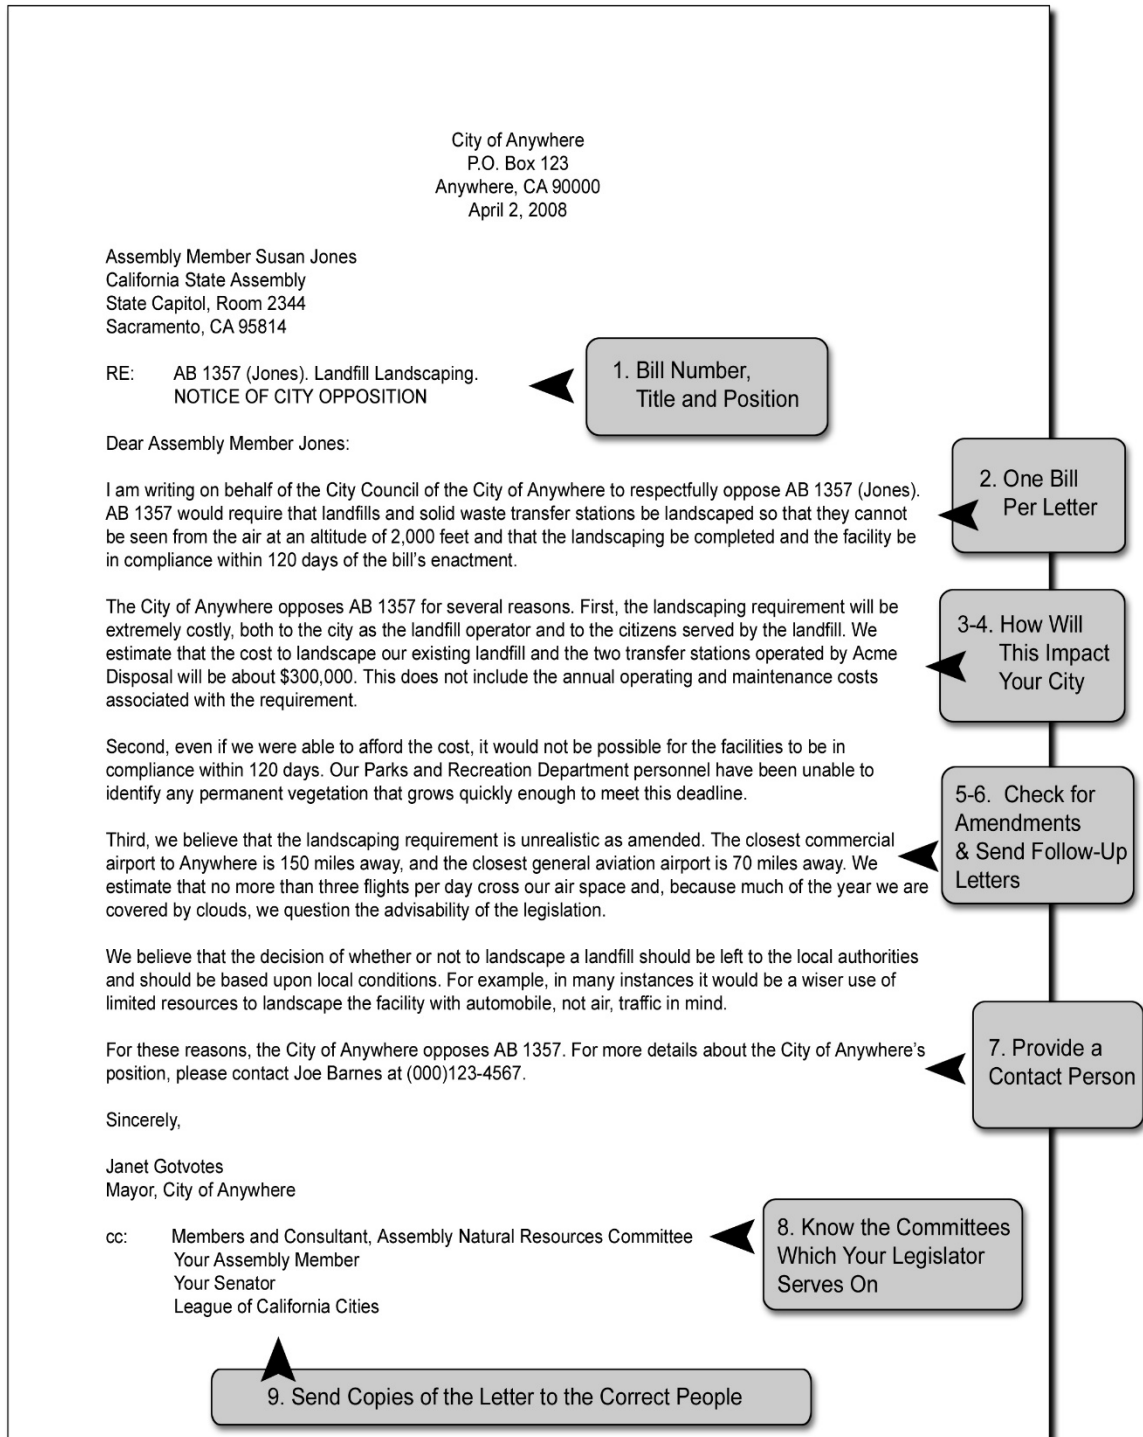 City of Anywhere
P.O. Box 123
Anywhere, CA 90000
April 2, 2008
Assembly Member Susan Jones
California State Assembly
State Capitol, Room 2344
Sacramento, CA 95814
RE: AB 1357 (Jones). Landfill Landscaping.
NOTICE OF CITY OPPOSITION
1. Bill Number,
Title and Position
Dear Assembly Member Jones:
I am writing on behalf of the City Council of the City of Anywhere to respectfully oppose AB 1357 (Jones).
AB 1357 would require that landfills and solid waste transfer stations be landscaped so that they cannot
be seen from the air at an altitude of 2,000 feet and that the landscaping be completed and the facility be
in compliance within 120 days of the bill's enactment.
2. One Bill
Per Letter
The City of Anywhere opposes AB 1357 for several reasons. First, the landscaping requirement will be
extremely costly, both to the city as the landfill operator and to the citizens served by the landfill. We
estimate that the cost to landscape our existing landfill and the two transfer stations operated by Acme
Disposal will be about $300,000. This does not include the annual operating and maintenance costs
associated with the requirement.
3-4. How Will
This Impact
Your City
Second, even if we were able to afford the cost, it would not be possible for the facilities to be in
compliance within 120 days. Our Parks and Recreation Department personnel have been unable to
identify any permanent vegetation that grows quickly enough to meet this deadline.
Third, we believe that the landscaping requirement is unrealistic as amended. The closest commercial
airport to Anywhere is 150 miles away, and the closest general aviation airport is 70 miles away. We
estimate that no more than three flights per day cross our air space and, because much of the year we are
covered by clouds, we question the advisability of the legislation.
5-6. Check for
Amendments
& Send Follow-Up
Letters
We believe that the decision of whether or not to landscape a landfill should be left to the local authorities
and should be based upon local conditions. For example, in many instances it would be a wiser use of
limited resources to landscape the facility with automobile, not air, traffic in mind.
For these reasons, the City of Anywhere opposes AB 1357. For more details about the City of Anywhere's
position, please contact Joe Barnes at (000)123-4567.
7. Provide a
Contact Person
Sincerely,
Janet Gotvotes
Mayor, City of Anywhere
cc: Members and Consultant, Assembly Natural Resources Committee
Your Assembly Member
Your Senator
League of California Cities
8. Know the Committees
Which Your Legislator
Serves On
9. Send Copies of the Letter to the Correct People